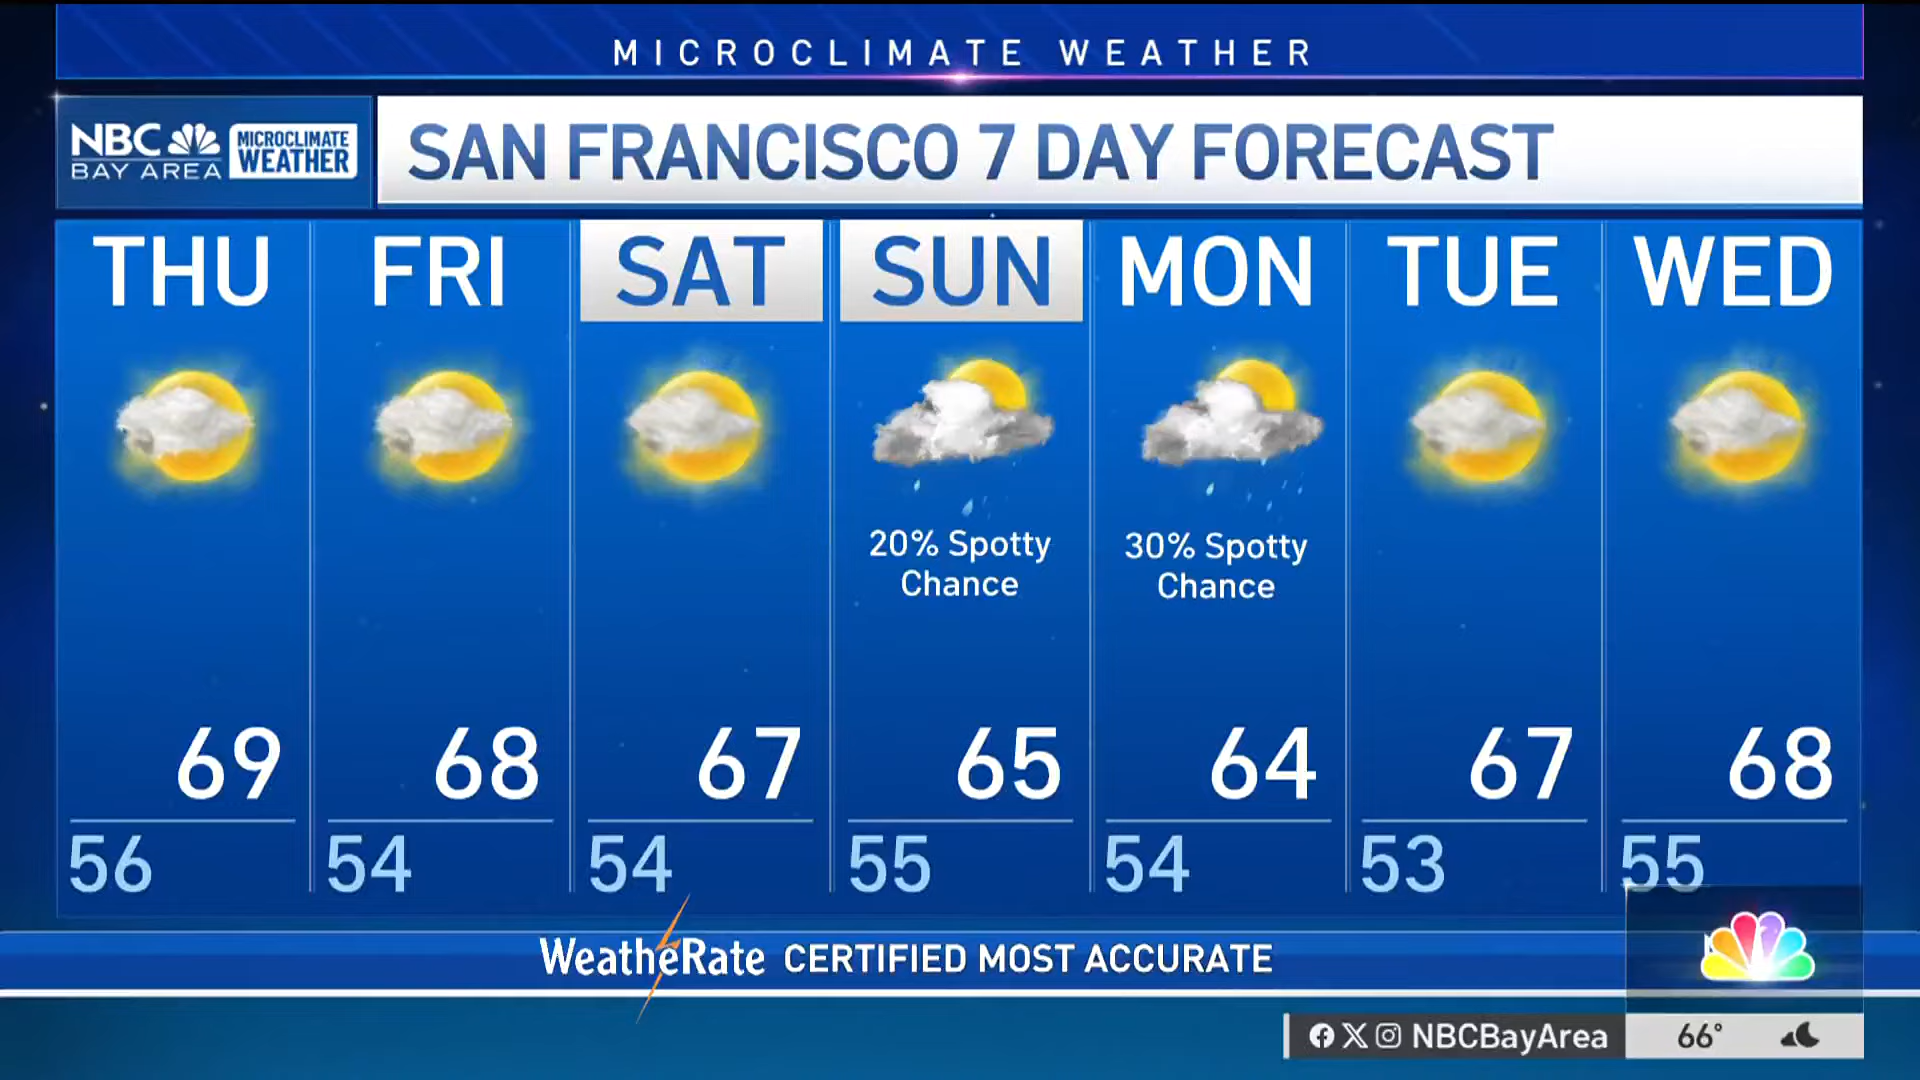 MICROCLIMATE WEATHER
NBC
BAY AREA
MICROCLIMATE
WEATHER
SAN FRANCISCO 7 DAY FORECAST
THU FRI SAT SUN MON TUE WED
20% Spotty
Chance
30% Spotty
Chance
69 68 67 65 64 67 68
56 54 54 55 54 53 55
WeatheRate CERTIFIED MOST ACCURATE
NBCBayArea 66°